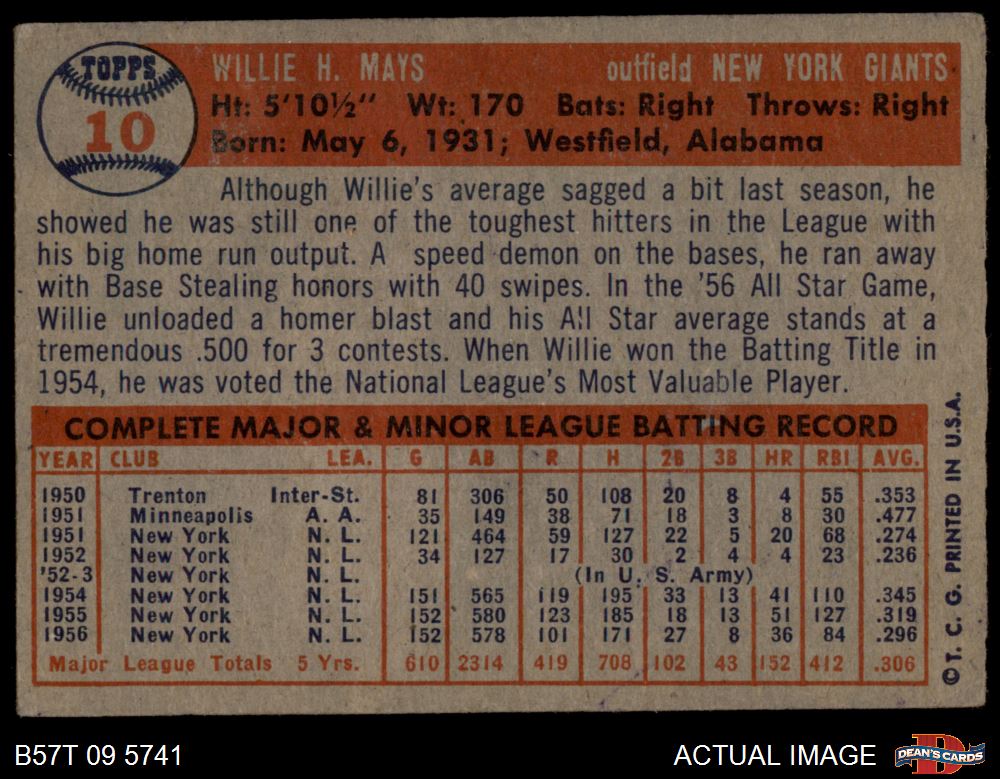 TOPPS
10
WILLIE H. MAYS outfield NEW YORK GIANTS
Ht: 5'10½" Wt: 170 Bats: Right Throws: Right
Born: May 6, 1931; Westfield, Alabama
Although Willie's average sagged a bit last season, he
showed he was still one of the toughest hitters in the League with
his big home run output. A speed demon on the bases, he ran away
with Base Stealing honors with 40 swipes. In the '56 All Star Game,
Willie unloaded a homer blast and his All Star average stands at a
tremendous .500 for 3 contests. When Willie won the Batting Title in
1954, he was voted the National League's Most Valuable Player.
COMPLETE MAJOR & MINOR LEAGUE BATTING RECORD
YEAR CLUB LEA. G AB R H 2B 3B HR RBI AVG.
1950 Trenton Inter-St. 81 306 50 108 20 8 4 55 .353
1951 Minneapolis A. A. 35 149 38 71 18 3 8 30 .477
1951 New York N. L. 121 464 59 127 22 5 20 68 .274
1952 New York N. L. 34 127 17 30 2 4 4 23 .236
'52-3 New York N. L. (In U. S. Army)
1954 New York N. L. 151 565 119 195 33 13 41 110 .345
1955 New York N. L. 152 580 123 185 18 13 51 127 .319
1956 New York N. L. 152 578 101 171 27 8 36 84 .296
Major League Totals 5 Yrs. 610 2314 419 708 102 43 152 412 .306
©T. C. G. PRINTED IN U.S.A.
B57T 09 5741 ACTUAL IMAGE
D
DEAN'S CARDS